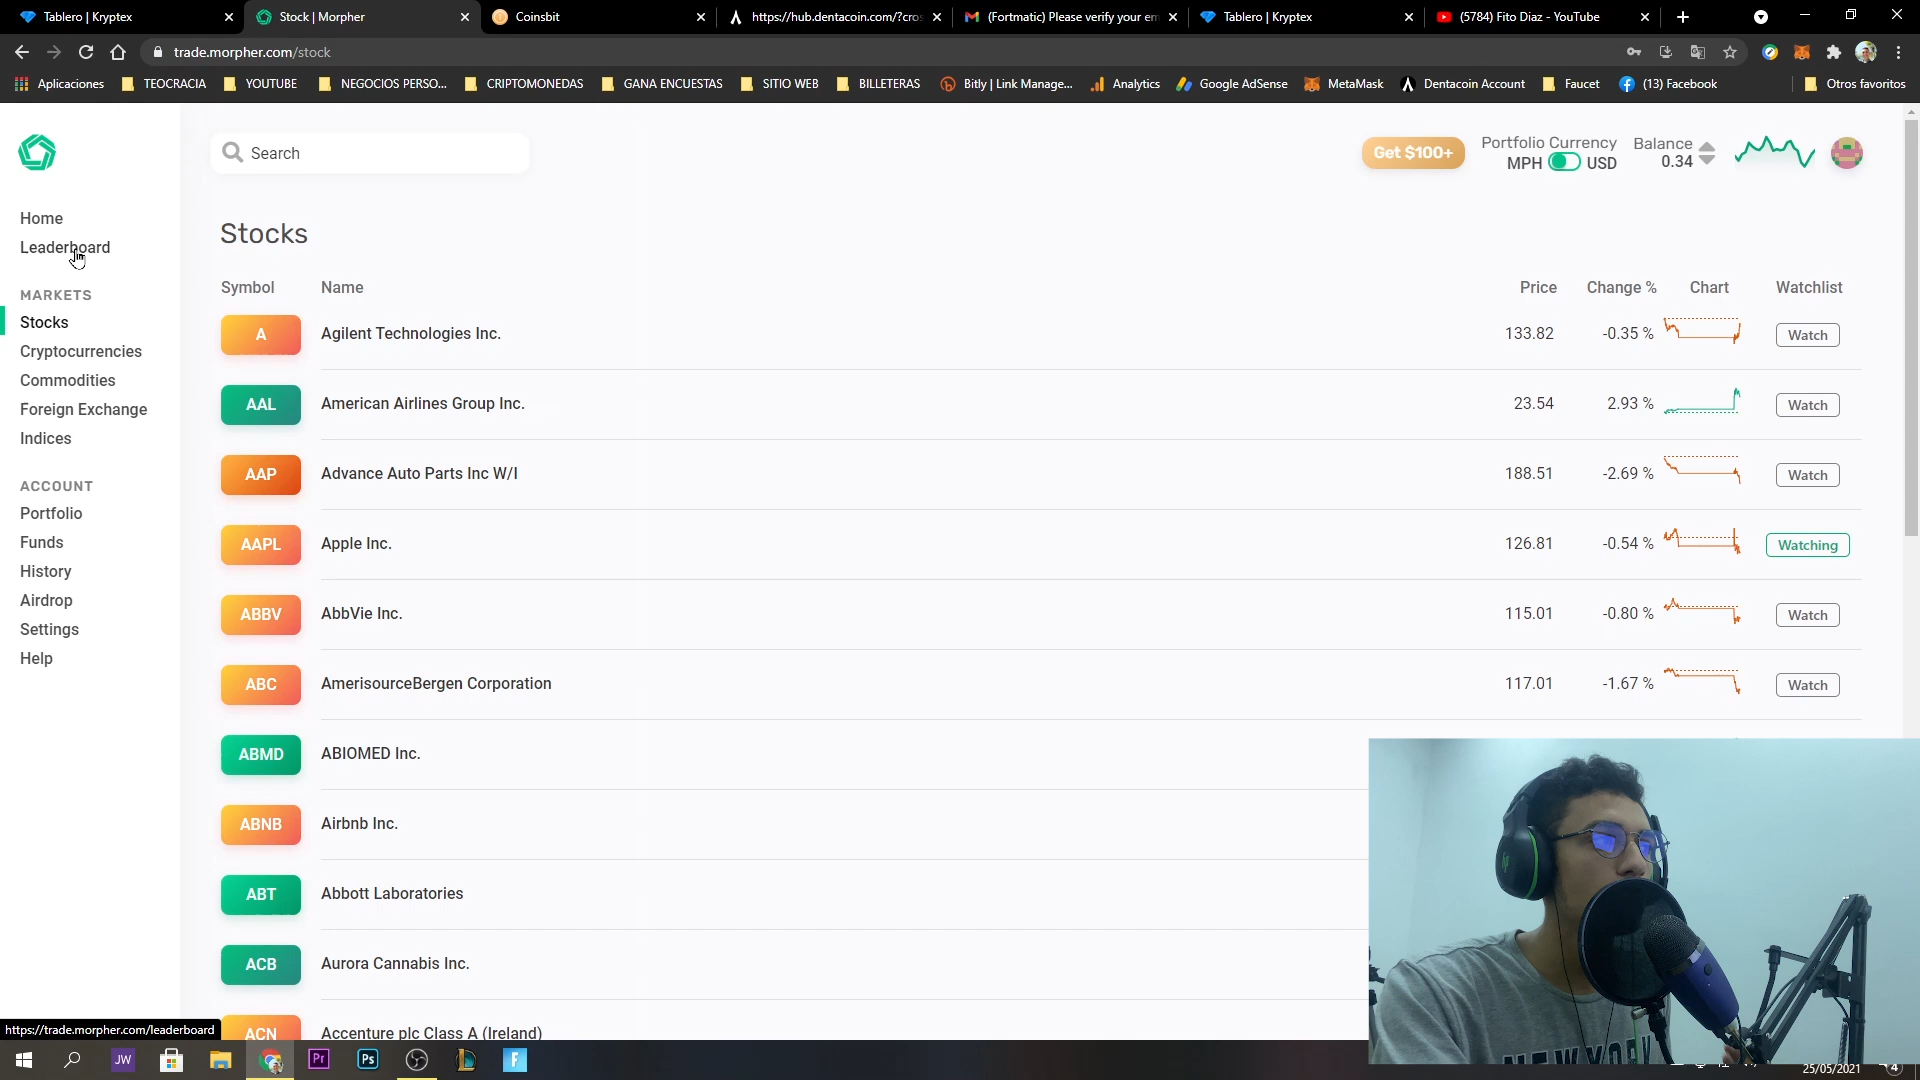 Tablero | Kryptex
Stock | Morpher
Coinsbit
https://hub.dentacoin.com/?cros
(Fortmatic) Please verify your em
Tablero | Kryptex
(5784) Fito Diaz - YouTube
trade.morpher.com/stock
Aplicaciones
TEOCRACIA
YOUTUBE
NEGOCIOS PERSO...
CRIPTOMONEDAS
GANA ENCUESTAS
SITIO WEB
BILLETERAS
Bitly | Link Manage...
Analytics
Google AdSense
MetaMask
Dentacoin Account
Faucet
(13) Facebook
Otros favoritos
Search
Get $100+
Portfolio Currency
MPH USD
Balance
0.34
Home
Leaderboard
MARKETS
Stocks
Cryptocurrencies
Commodities
Foreign Exchange
Indices
ACCOUNT
Portfolio
Funds
History
Airdrop
Settings
Help
Stocks
Symbol Name Price Change % Chart Watchlist
A Agilent Technologies Inc. 133.82 -0.35 % Watch
AAL American Airlines Group Inc. 23.54 2.93 % Watch
AAP Advance Auto Parts Inc W/I 188.51 -2.69 % Watch
AAPL Apple Inc. 126.81 -0.54 % Watching
ABBV AbbVie Inc. 115.01 -0.80 % Watch
ABC AmerisourceBergen Corporation 117.01 -1.67 % Watch
ABMD ABIOMED Inc.
ABNB Airbnb Inc.
ABT Abbott Laboratories
ACB Aurora Cannabis Inc.
ACN Accenture plc Class A (Ireland)
https://trade.morpher.com/leaderboard
JW
Pr
Ps
NEW YORK
25/05/2021
4